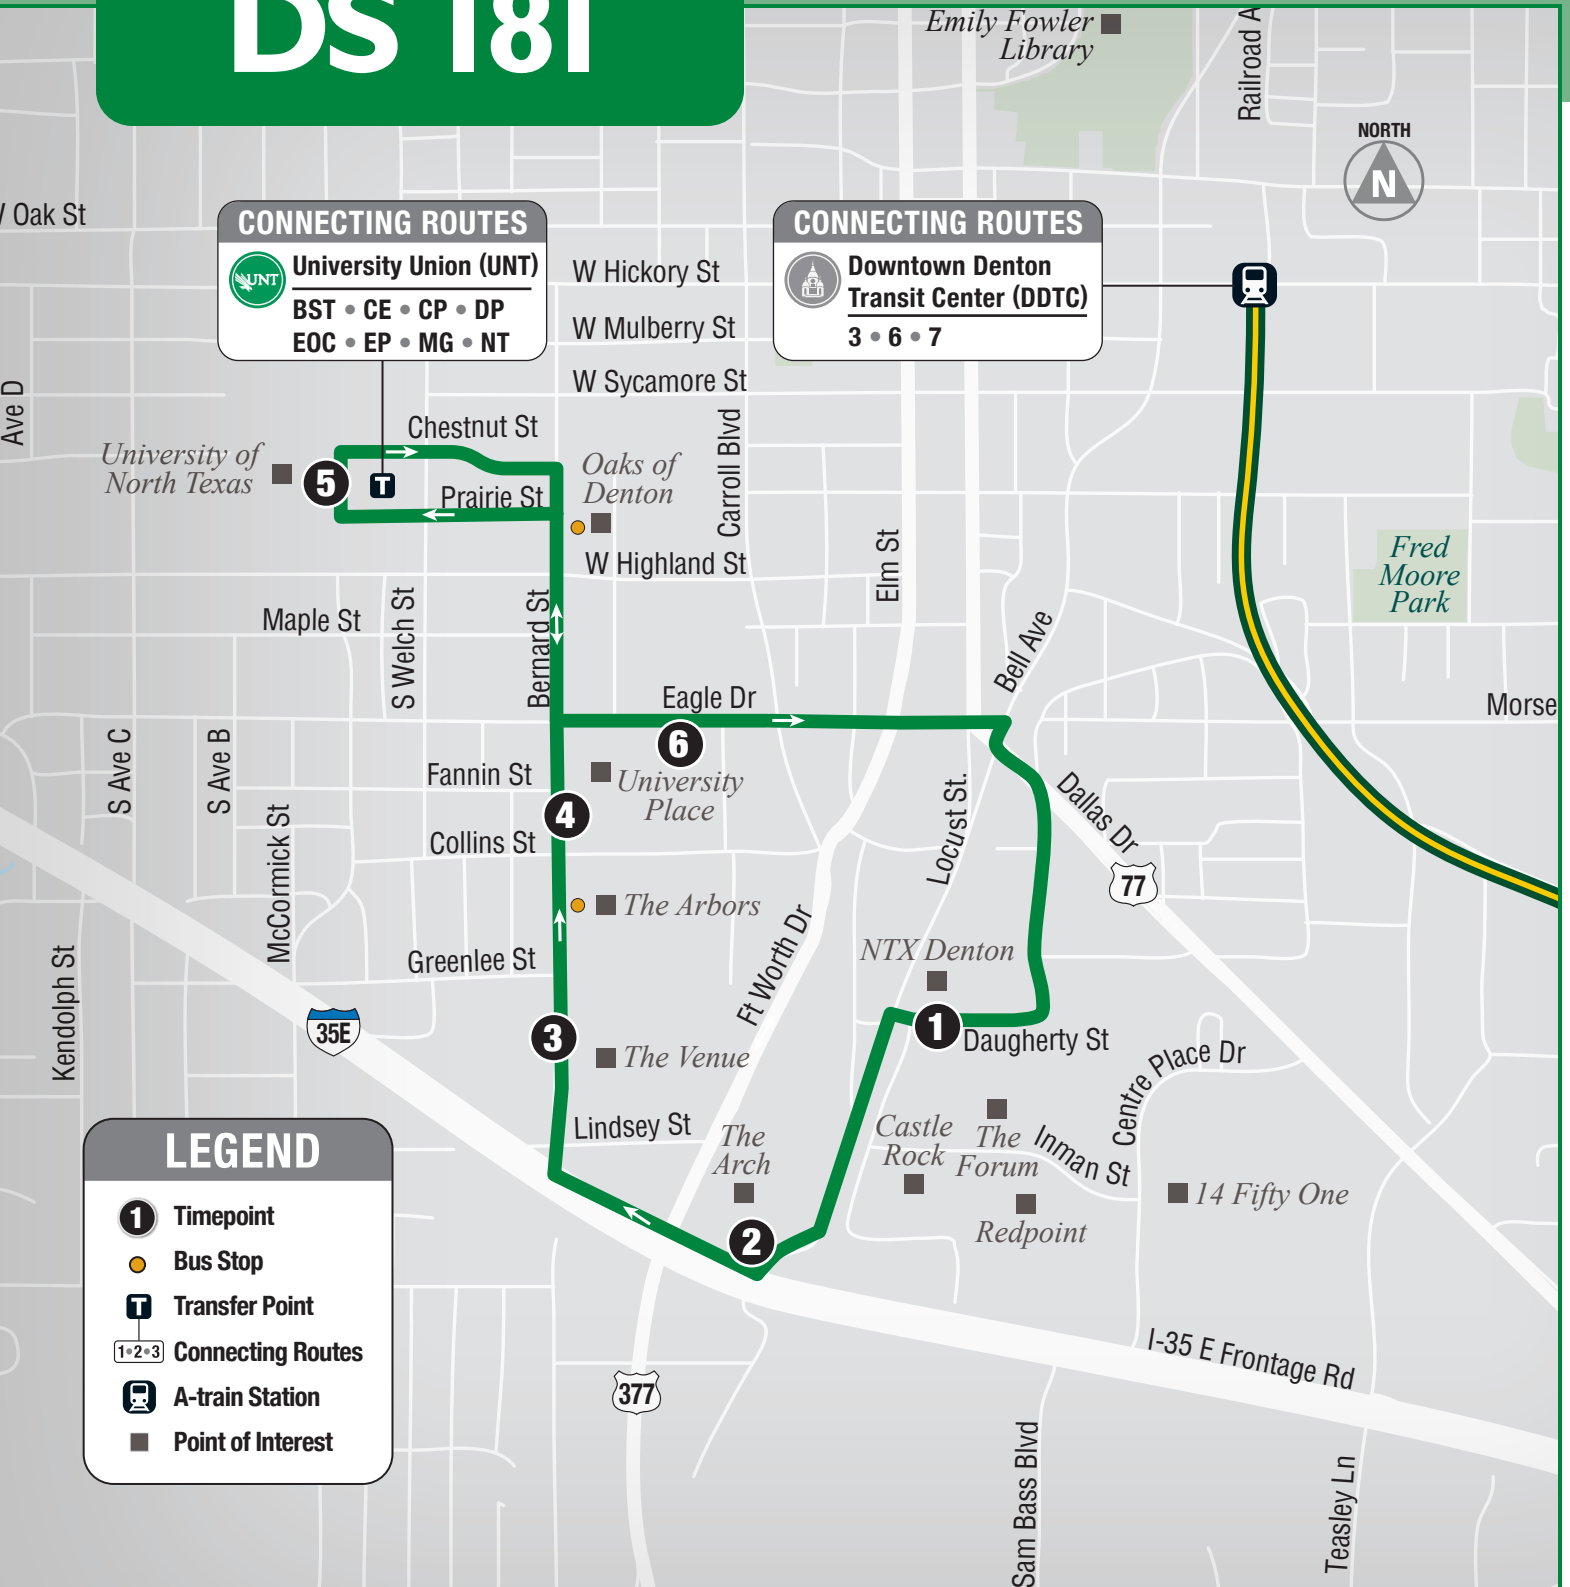 DS 181
Emily Fowler
Library
Railroad A
NORTH
N
Oak St
CONNECTING ROUTES
UNT
University Union (UNT)
BST • CE • CP • DP
EOC • EP • MG • NT
CONNECTING ROUTES
Downtown Denton
Transit Center (DDTC)
3 • 6 • 7
W Hickory St
W Mulberry St
W Sycamore St
Ave D
Chestnut St
University of
North Texas
5
T
Prairie St
Oaks of
Denton
Carroll Blvd
W Highland St
Elm St
Fred
Moore
Park
Maple St
S Welch St
Bernard St
Bell Ave
Eagle Dr
Morse
6
S Ave C
S Ave B
Fannin St
University
Place
4
Collins St
Locust St.
Dallas Dr
77
McCormick St
The Arbors
Greenlee St
Ft Worth Dr
NTX Denton
Kendolph St
35E
3
1
Daugherty St
The Venue
Centre Place Dr
Lindsey St
The
Arch
Castle
Rock
The
Forum
Inman St
14 Fifty One
Redpoint
2
I-35 E Frontage Rd
377
Sam Bass Blvd
Teasley Ln
LEGEND
1 Timepoint
Bus Stop
T Transfer Point
1•2•3 Connecting Routes
A-train Station
Point of Interest